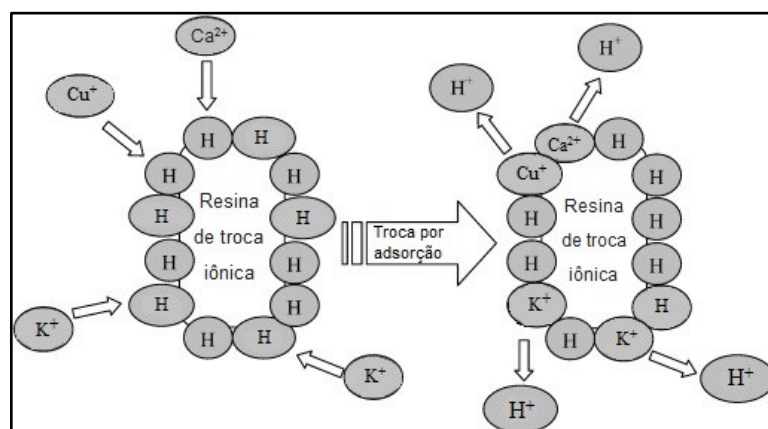 Ca²⁺
Cu⁺
H
H
H
H
H
H
H
H
H
H
H
H
Resina
de troca
iônica
K⁺
K⁺
Troca por
adsorção
H⁺
H⁺
Ca²⁺
H
Cu⁺
H
H
H
H
H
H
Resina
de troca
iônica
K⁺
H
K⁺
H
H⁺
H⁺